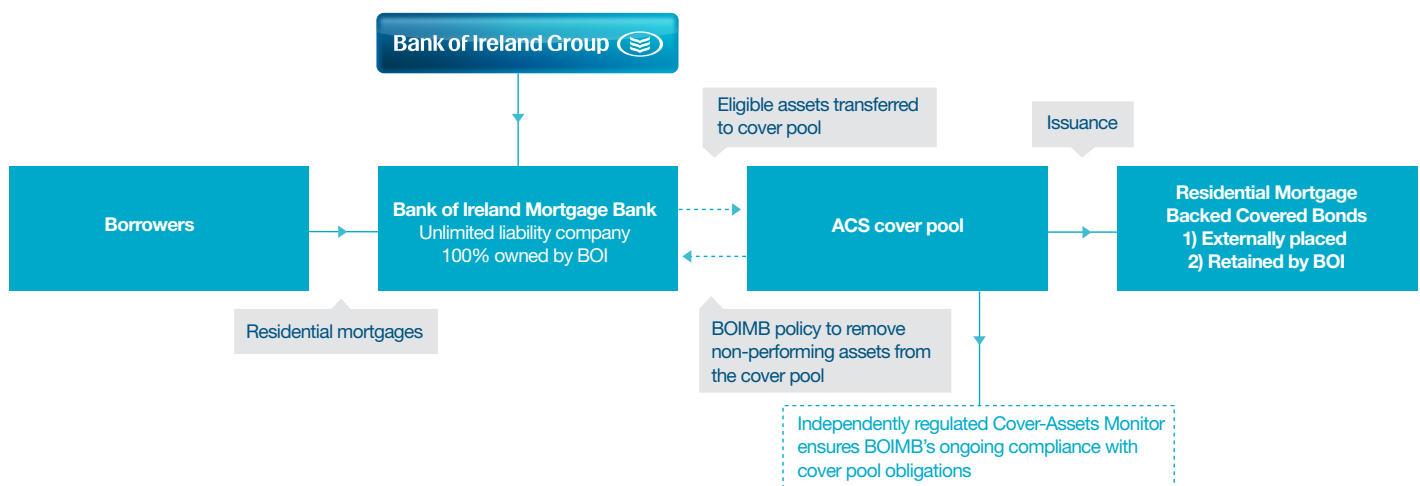 Bank of Ireland Group
Eligible assets transferred
to cover pool
Issuance
Borrowers
Bank of Ireland Mortgage Bank
Unlimited liability company
100% owned by BOI
ACS cover pool
Residential Mortgage
Backed Covered Bonds
1) Externally placed
2) Retained by BOI
Residential mortgages
BOIMB policy to remove
non-performing assets from
the cover pool
Independently regulated Cover-Assets Monitor
ensures BOIMB's ongoing compliance with
cover pool obligations